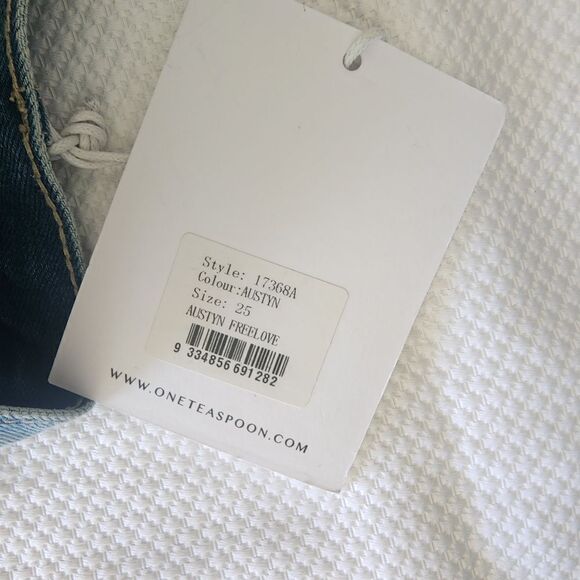 Style: 17368A
Colour:AUSTYN
Size: 25
AUSTYN FREELOVE
9 334856 691282
WWW.ONETEASPOON.COM